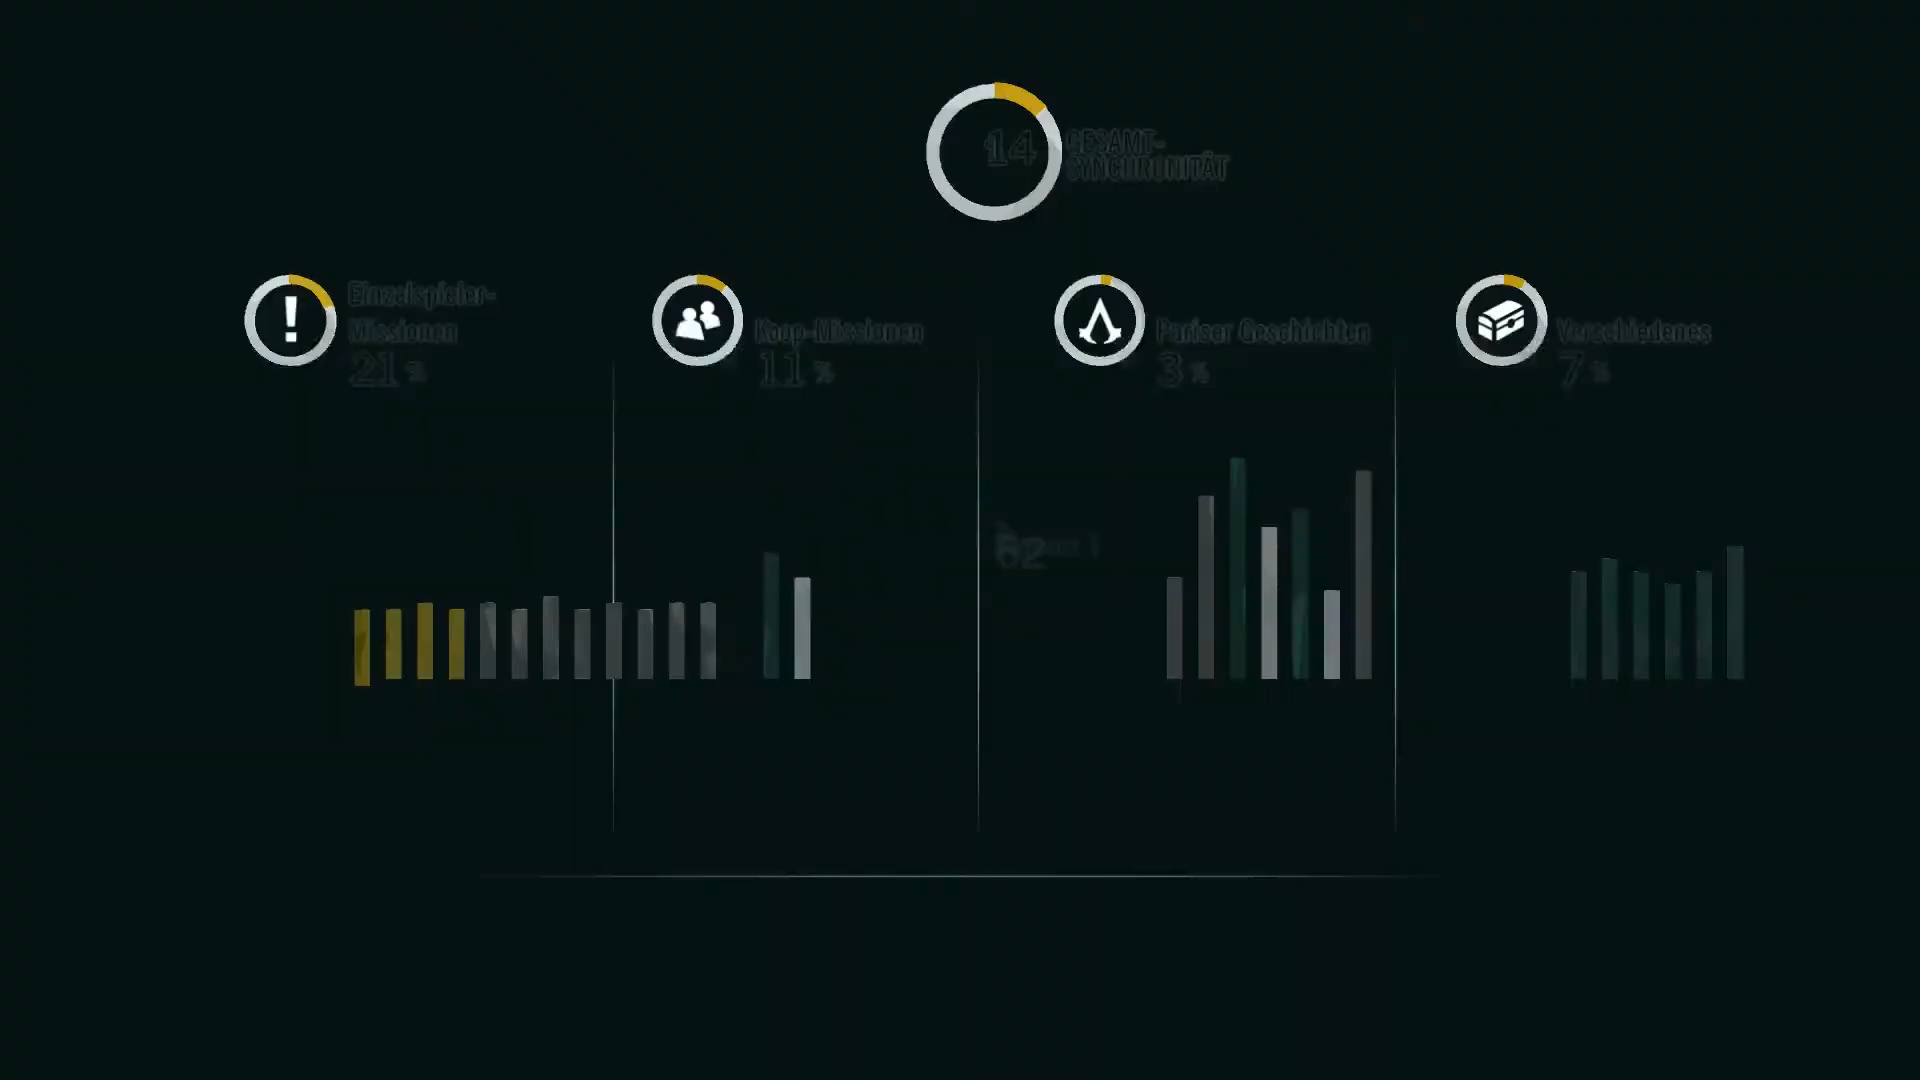 14
GESAMT-
SYNCHRONITÄT
Einzelspieler-
Missionen
21 %
Koop-Missionen
11 %
Pariser Geschichten
3 %
Verschiedenes
7 %